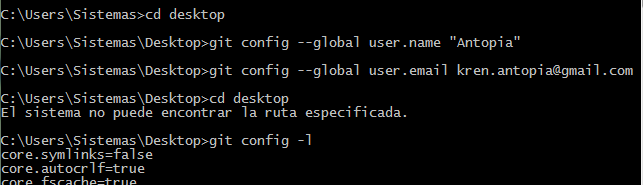 C:\Users\Sistemas>cd desktop
C:\Users\Sistemas\Desktop>git config --global user.name "Antopia"
C:\Users\Sistemas\Desktop>git config --global user.email kren.antopia@gmail.com
C:\Users\Sistemas\Desktop>cd desktop
El sistema no puede encontrar la ruta especificada.
C:\Users\Sistemas\Desktop>git config -l
core.symlinks=false
core.autocrlf=true
core.fscache=true